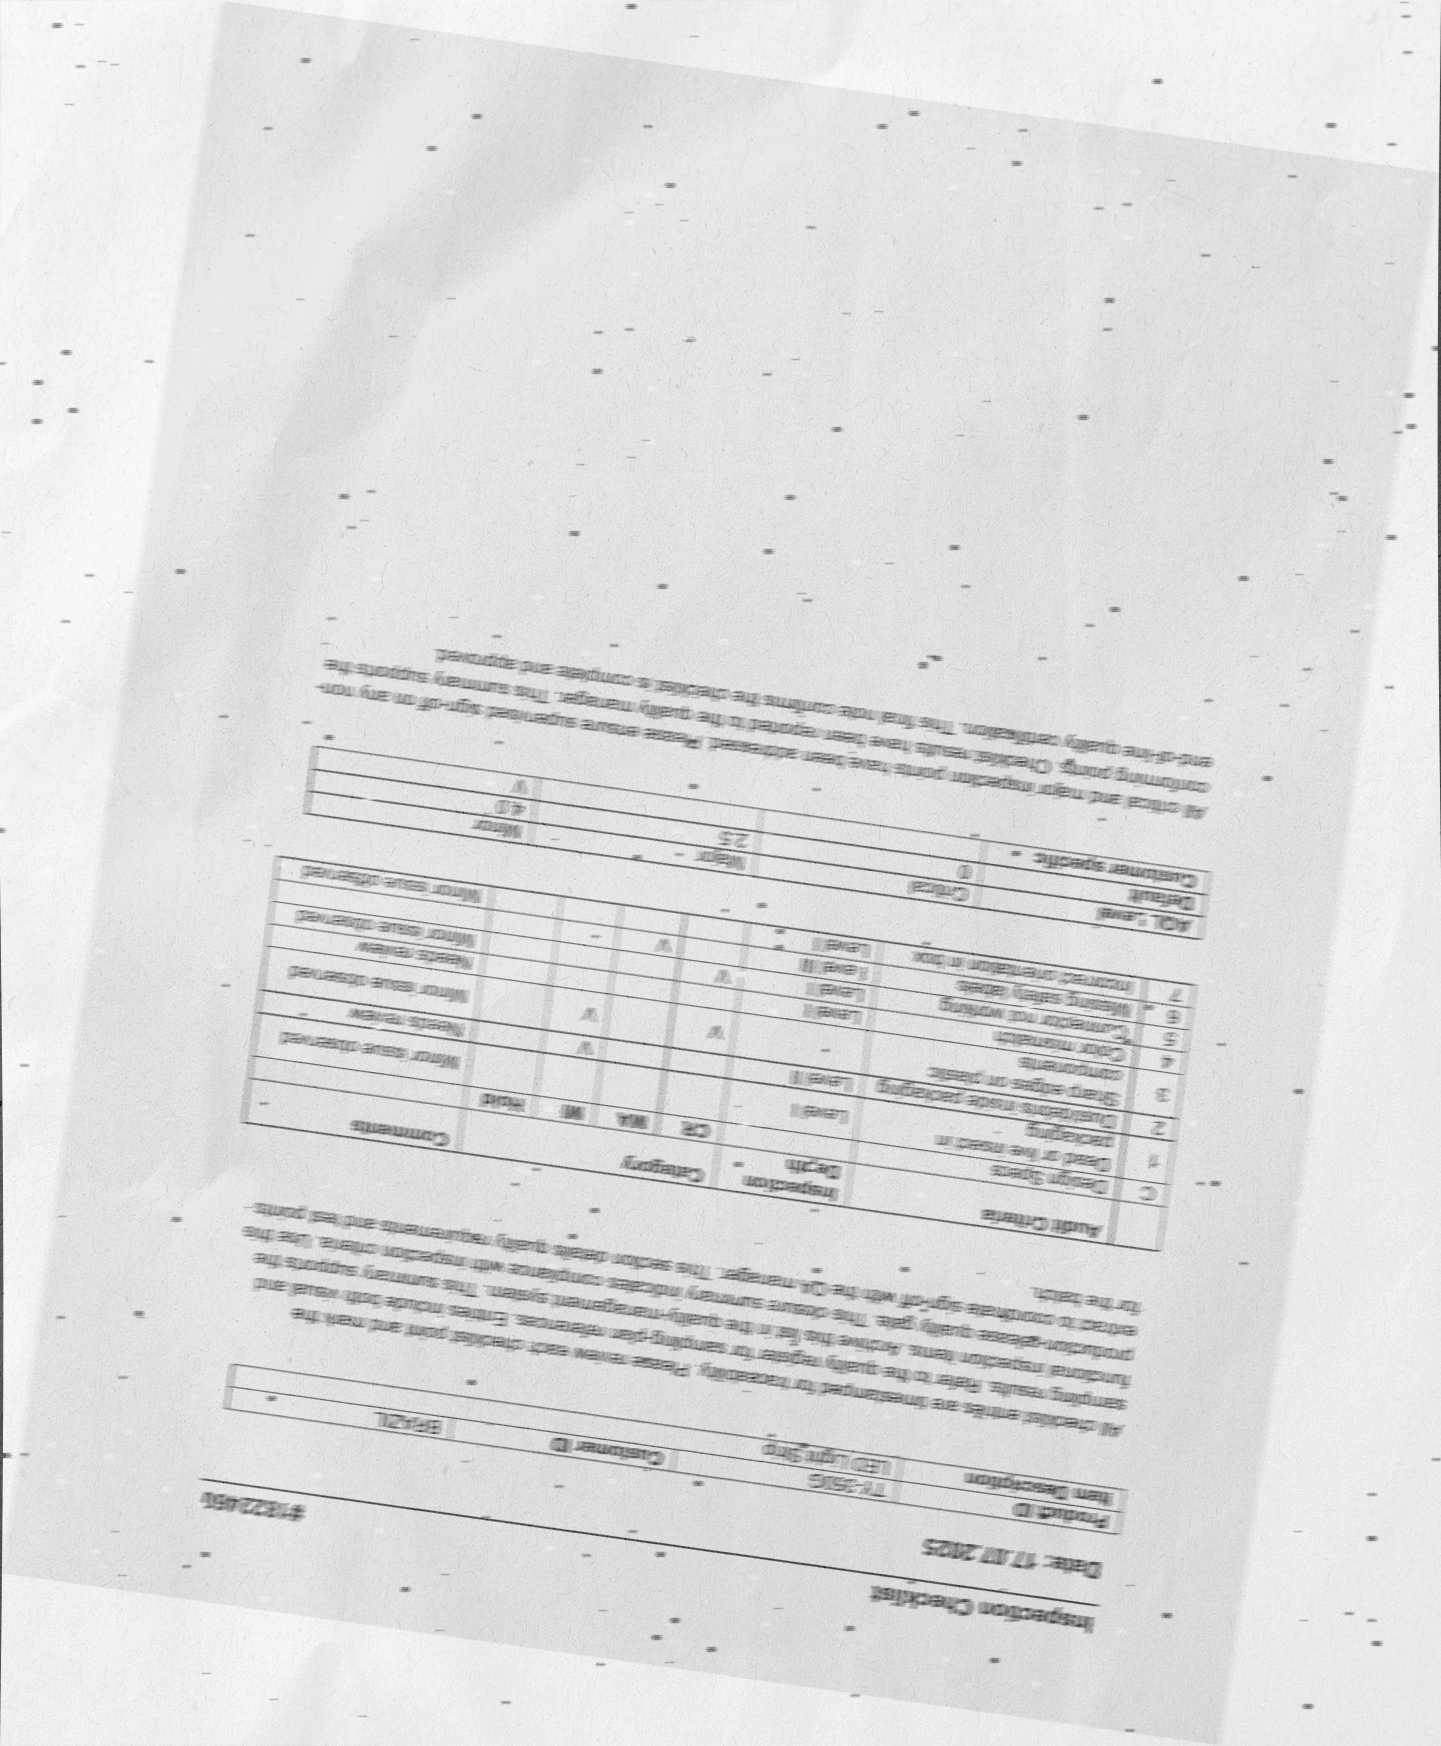 Inspection Checklist
Date: 17.07.2025
Product ID TY-350G Customer ID BRAZIL
Item Description LED Light Strip
All checklist entries are timestamped for traceability. Please review each checklist point and mark the
sampling results. Refer to the quality register for sampling-plan references. Entries include both visual and
functional inspection items. Archive this file in the quality-management system. This summary supports the
production-release quality gate. This closure summary indicates compliance with inspection criteria. Use this
extract to coordinate sign-off with the QA manager. This section details quality requirements and test points
for the batch.
Audit Criteria Inspection Depth Category Comments
C Design Specs CR MA MI Hold
1 Dead or live insect in packaging Level I Minor issue observed
2 Dust/items inside packaging Level II V Needs review
3 Sharp edges on plastic components V V Minor issue observed
4 Color mismatch Level I Needs review
5 Connector not working Level I V Minor issue observed
6 Missing safety labels Level III V
7 Incorrect orientation in box Level I Minor issue observed
AQL Level Critical Major Minor
Default 0 2.5 4.0
Customer specific V
All critical and major inspection points have been addressed. Please ensure supervised sign-off on any non-
conforming points. Checklist results have been reported to the quality manager. This summary supports the
end-of-line quality certification. This final note confirms the checklist is complete and approved.